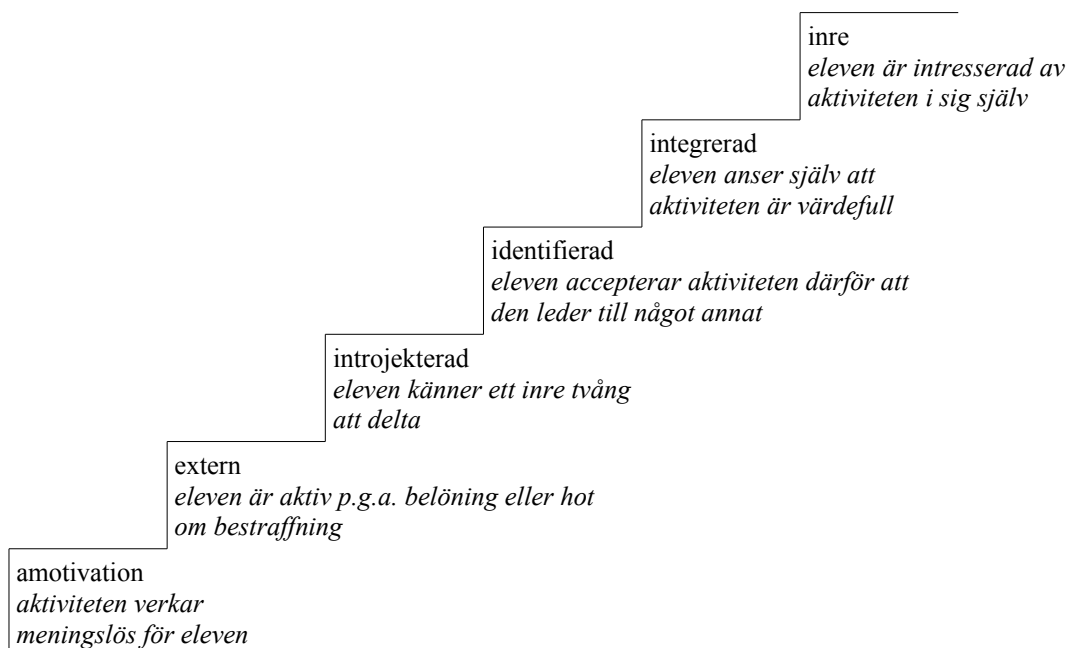 inre
eleven är intresserad av
aktiviteten i sig själv
integrerad
eleven anser själv att
aktiviteten är värdefull
identifierad
eleven accepterar aktiviteten därför att
den leder till något annat
introjekterad
eleven känner ett inre tvång
att delta
extern
eleven är aktiv p.g.a. belöning eller hot
om bestraffning
amotivation
aktiviteten verkar
meningslös för eleven